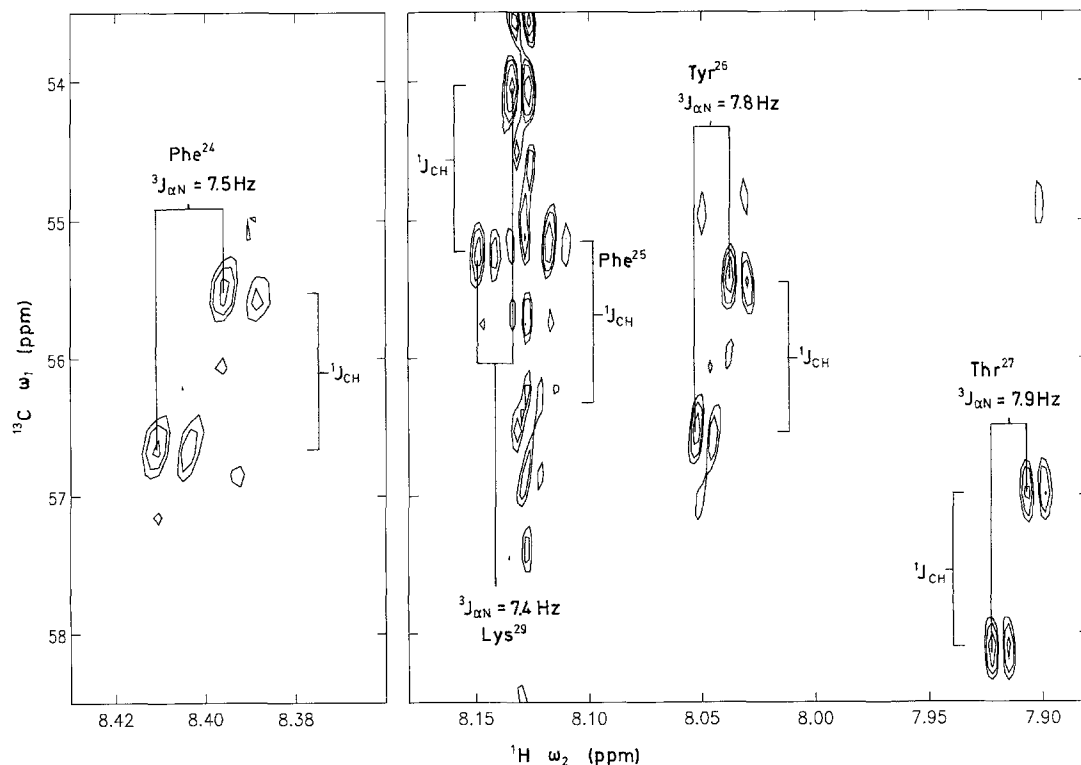 54
55
56
57
58
¹³C ω₁ (ppm)
Phe²⁴
³JαN = 7.5 Hz
¹JCH
8.42
8.40
8.38
¹JCH
Phe²⁵
¹JCH
³JαN = 7.4 Hz
Lys²⁹
Tyr²⁶
³JαN = 7.8 Hz
¹JCH
Thr²⁷
³JαN = 7.9 Hz
¹JCH
8.15
8.10
8.05
8.00
7.95
7.90
¹H ω₂ (ppm)